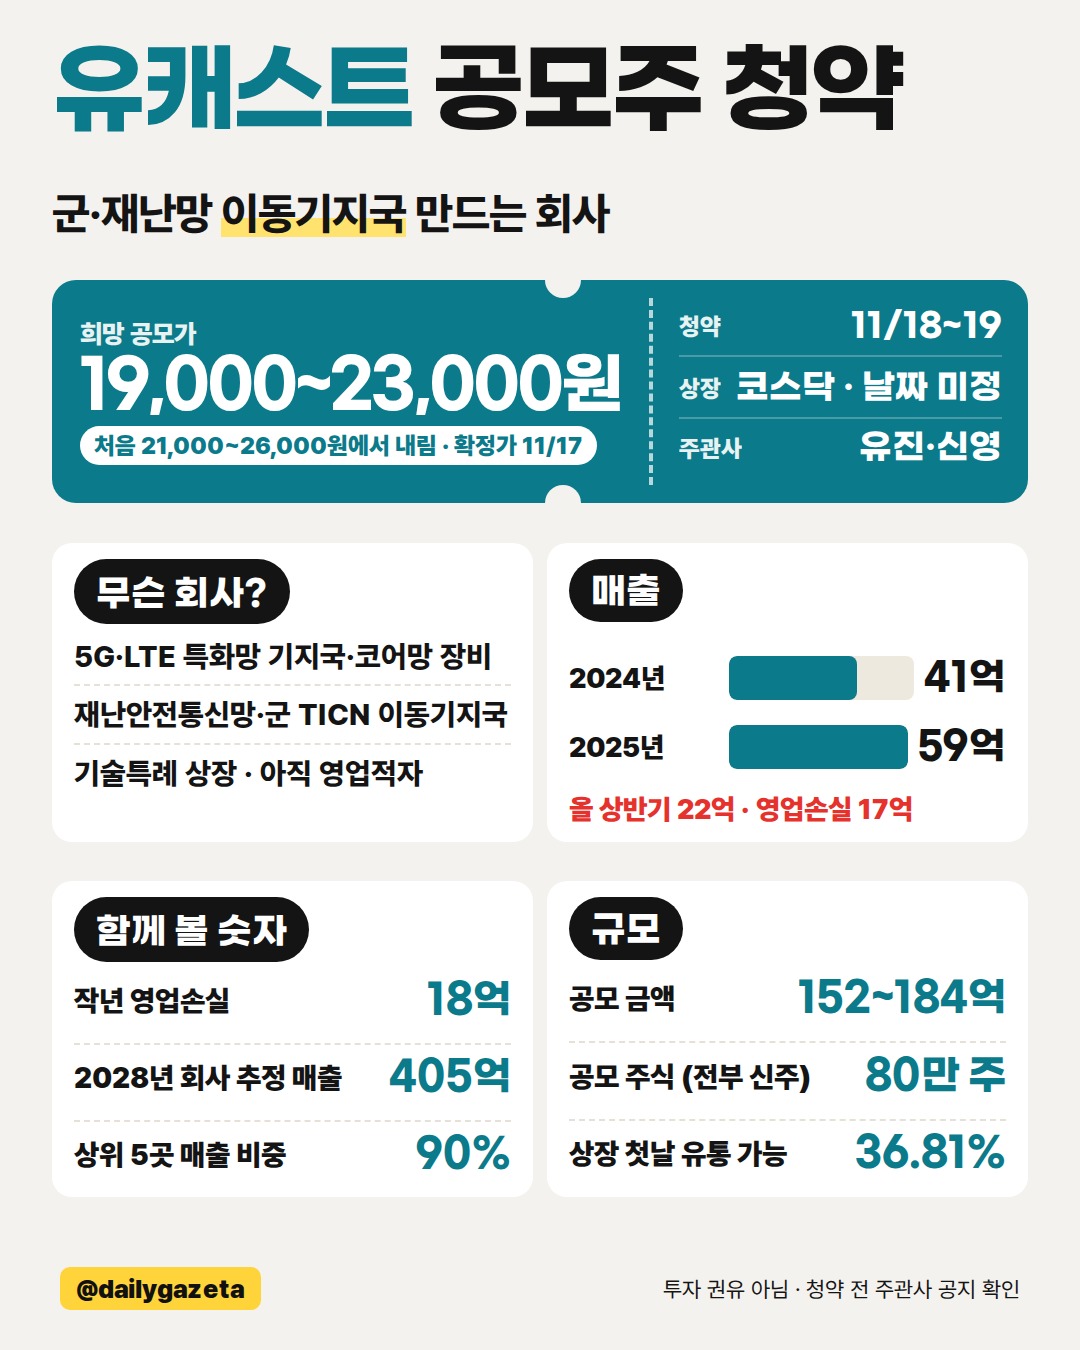 유캐스트 공모주 청약
군·재난망 이동기지국 만드는 회사
희망 공모가
19,000~23,000원
처음 21,000~26,000원에서 내림 · 확정가 11/17
청약 11/18~19
상장 코스닥 · 날짜 미정
주관사 유진·신영
무슨 회사?
5G·LTE 특화망 기지국·코어망 장비
재난안전통신망·군 TICN 이동기지국
기술특례 상장 · 아직 영업적자
매출
2024년 41억
2025년 59억
올 상반기 22억 · 영업손실 17억
함께 볼 숫자
작년 영업손실 18억
2028년 회사 추정 매출 405억
상위 5곳 매출 비중 90%
규모
공모 금액 152~184억
공모 주식 (전부 신주) 80만 주
상장 첫날 유통 가능 36.81%
@dailygazeta
투자 권유 아님 · 청약 전 주관사 공지 확인